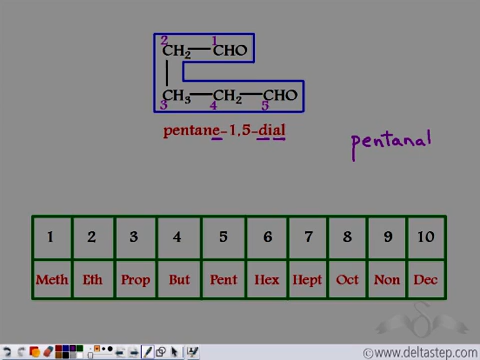 2 1
CH₂—CHO
CH₃—CH₂—CHO
3 4 5
pentane-1,5-dial
pentanal
1 2 3 4 5 6 7 8 9 10
Meth Eth Prop But Pent Hex Hept Oct Non Dec
©www.deltastep.com